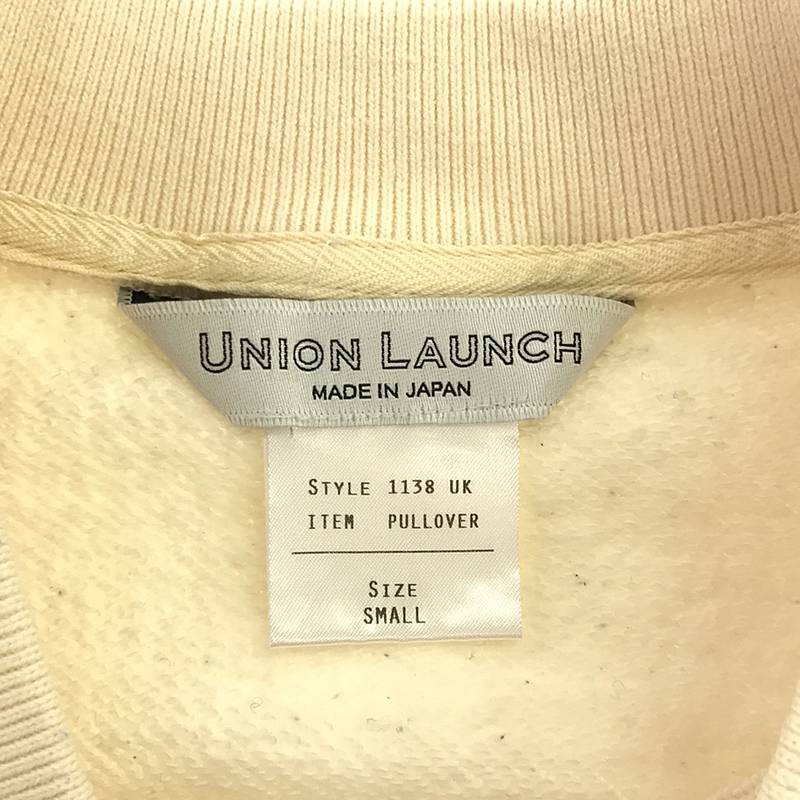 UNION LAUNCH
MADE IN JAPAN
STYLE 1138 UK
ITEM PULLOVER
SIZE
SMALL